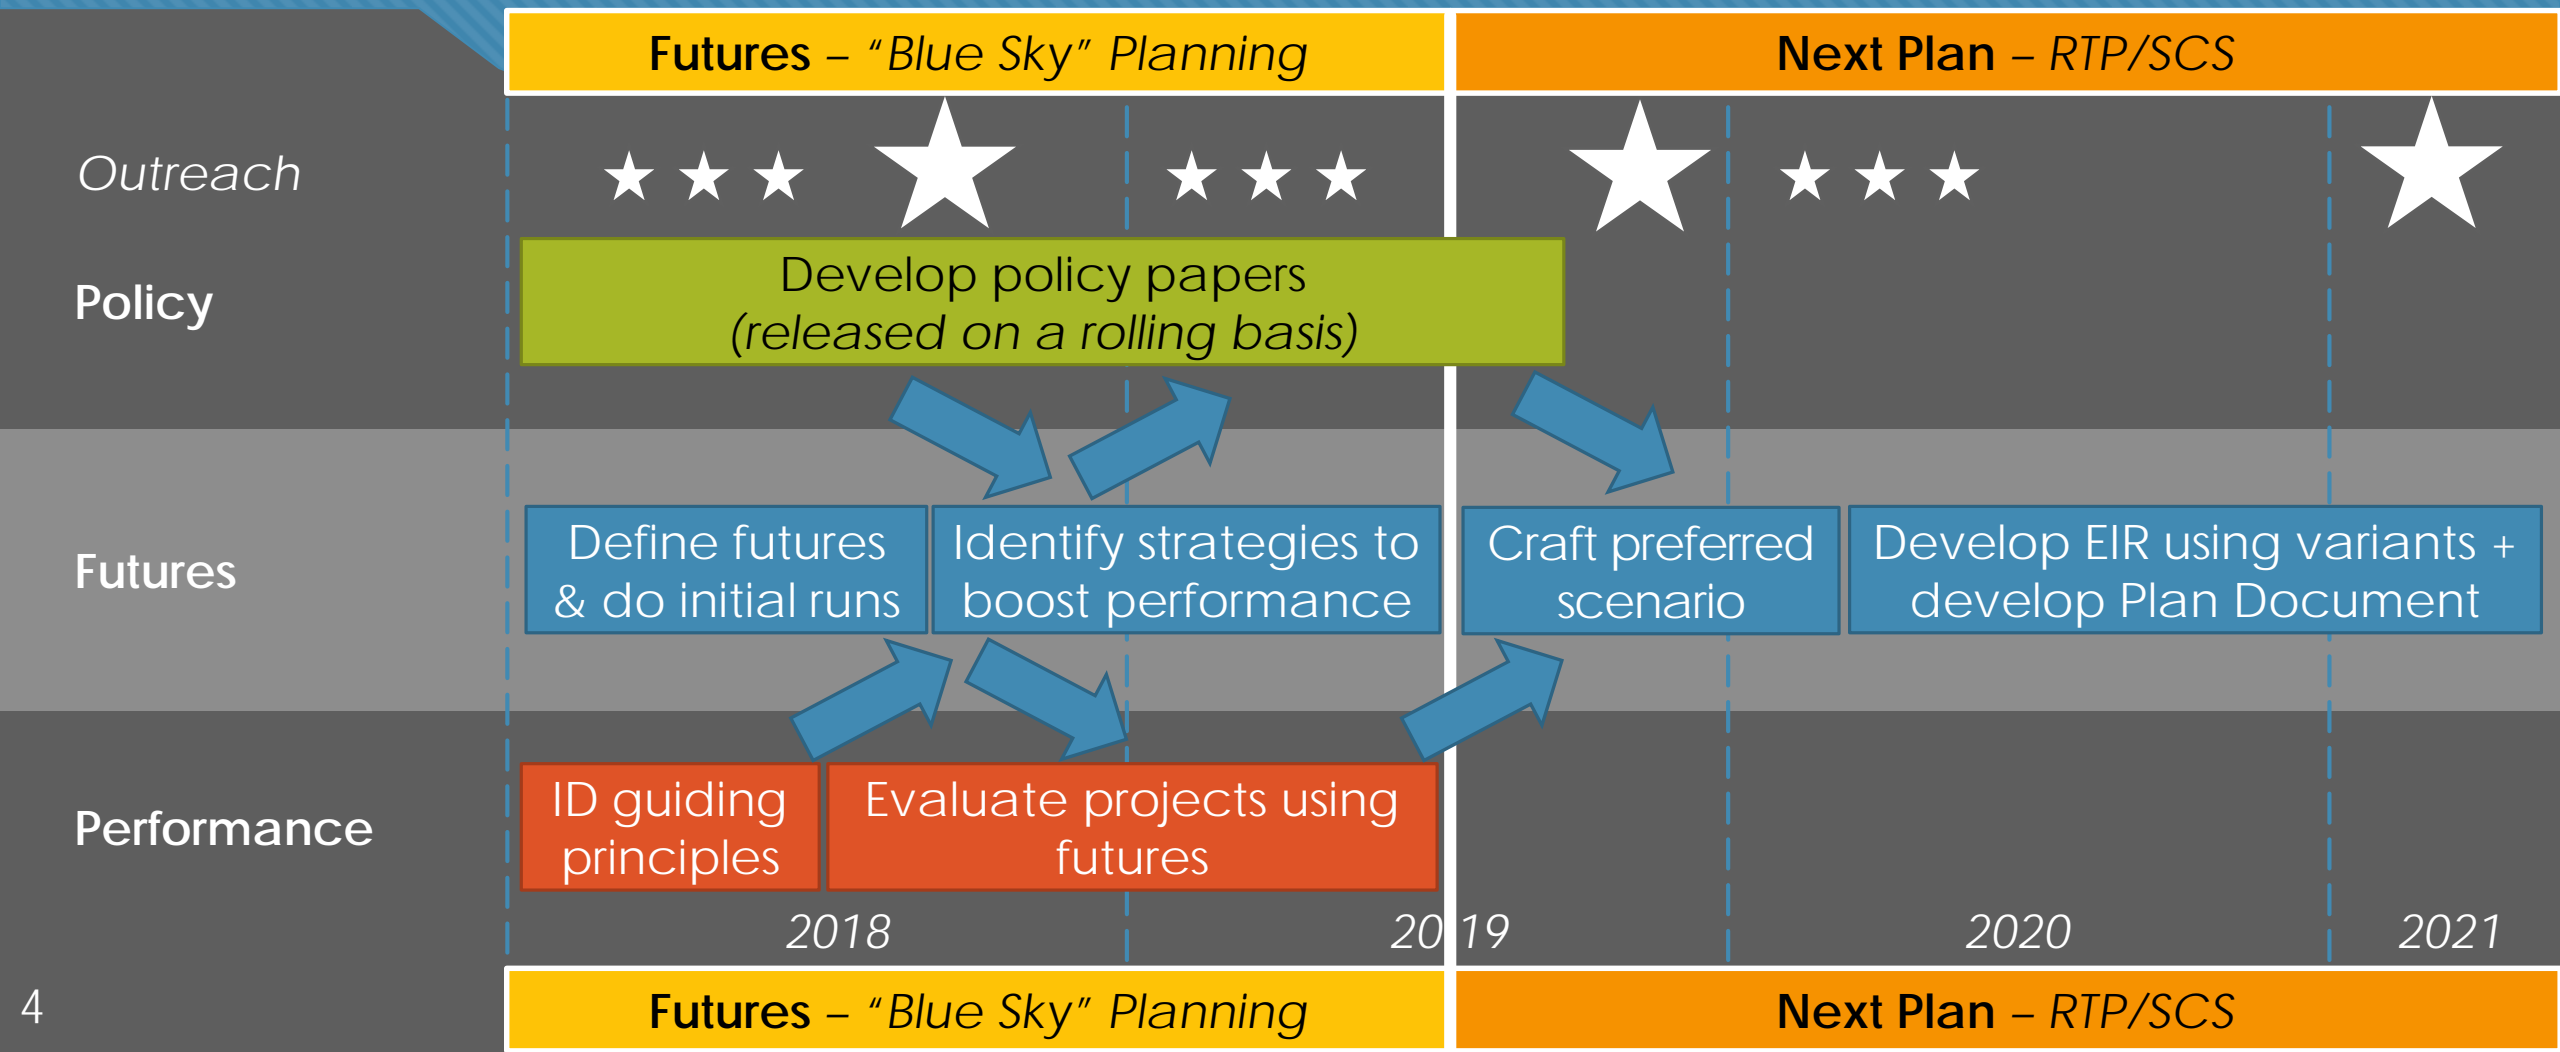 Futures – “Blue Sky” Planning
Next Plan – RTP/SCS
Outreach
Policy
Develop policy papers
(released on a rolling basis)
Futures
Define futures
& do initial runs
Identify strategies to
boost performance
Craft preferred
scenario
Develop EIR using variants +
develop Plan Document
Performance
ID guiding
principles
Evaluate projects using
futures
2018
2019
2020
2021
4
Futures – “Blue Sky” Planning
Next Plan – RTP/SCS